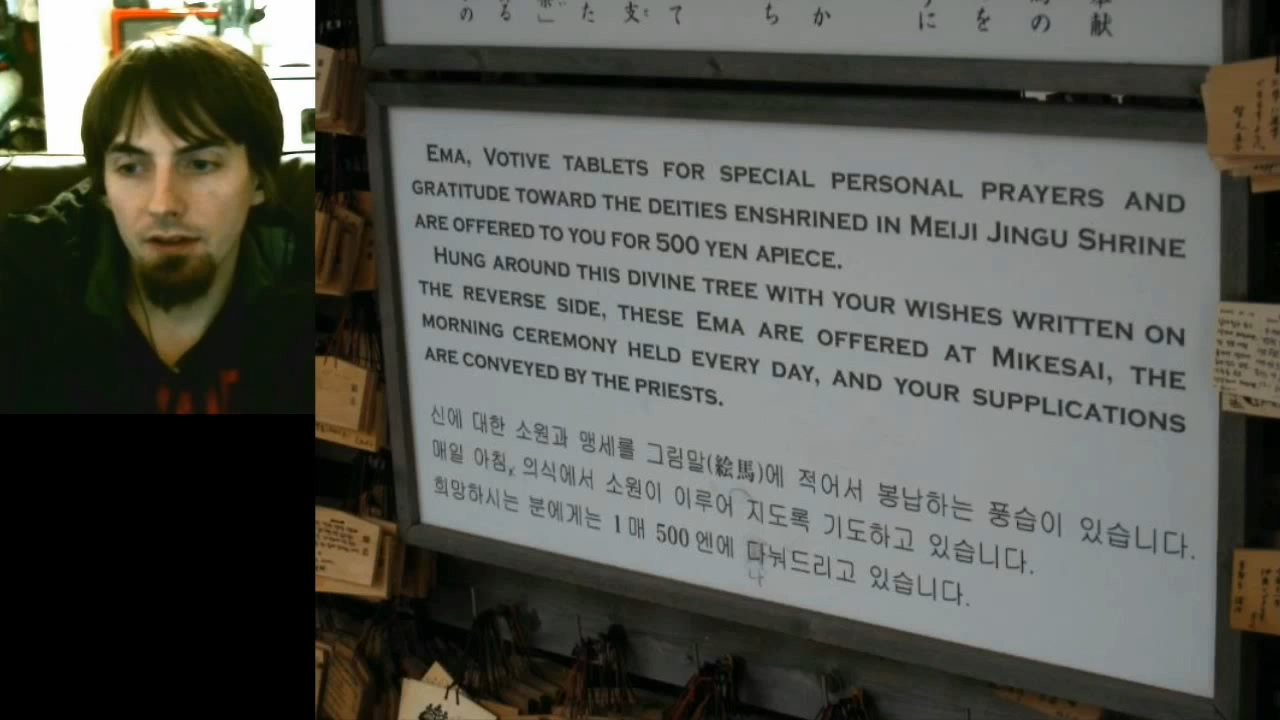 EMA, VOTIVE TABLETS FOR SPECIAL PERSONAL PRAYERS AND
GRATITUDE TOWARD THE DEITIES ENSHRINED IN MEIJI JINGU SHRINE
ARE OFFERED TO YOU FOR 500 YEN APIECE.
HUNG AROUND THIS DIVINE TREE WITH YOUR WISHES WRITTEN ON
THE REVERSE SIDE, THESE EMA ARE OFFERED AT MIKESAI, THE
MORNING CEREMONY HELD EVERY DAY, AND YOUR SUPPLICATIONS
ARE CONVEYED BY THE PRIESTS.
신에 대한 소원과 맹세를 그림말(絵馬)에 적어서 봉납하는 풍습이 있습니다.
매일 아침, 의식에서 소원이 이루어 지도록 기도하고 있습니다.
희망하시는 분에게는 1매 500엔에 다눠드리고 있습니다.